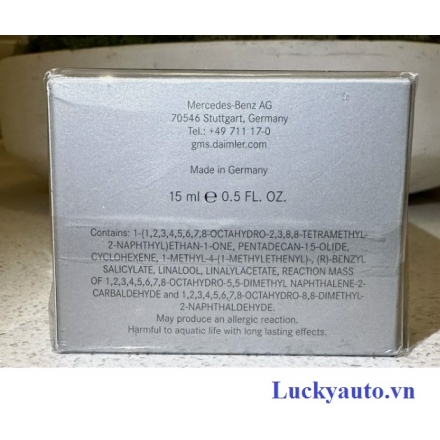 Mercedes-Benz AG
70546 Stuttgart, Germany
Tel.: +49 711 17-0
gms.daimler.com
Made in Germany
15 ml ℮ 0.5 FL. OZ.
Contains: 1-(1,2,3,4,5,6,7,8-OCTAHYDRO-2,3,8,8-TETRAMETHYL-
2-NAPHTHYL)ETHAN-1-ONE, PENTADECAN-15-OLIDE,
CYCLOHEXENE, 1-METHYL-4-(1-METHYLETHENYL)-, (R)-BENZYL
SALICYLATE, LINALOOL, LINALYLACETATE, REACTION MASS
OF 1,2,3,4,5,6,7,8-OCTAHYDRO-5,5-DIMETHYL NAPHTHALENE-2-
CARBALDEHYDE and 1,2,3,4,5,6,7,8-OCTAHYDRO-8,8-DIMETHYL-
2-NAPHTHALDEHYDE.
May produce an allergic reaction.
Harmful to aquatic life with long lasting effects.
Luckyauto.vn